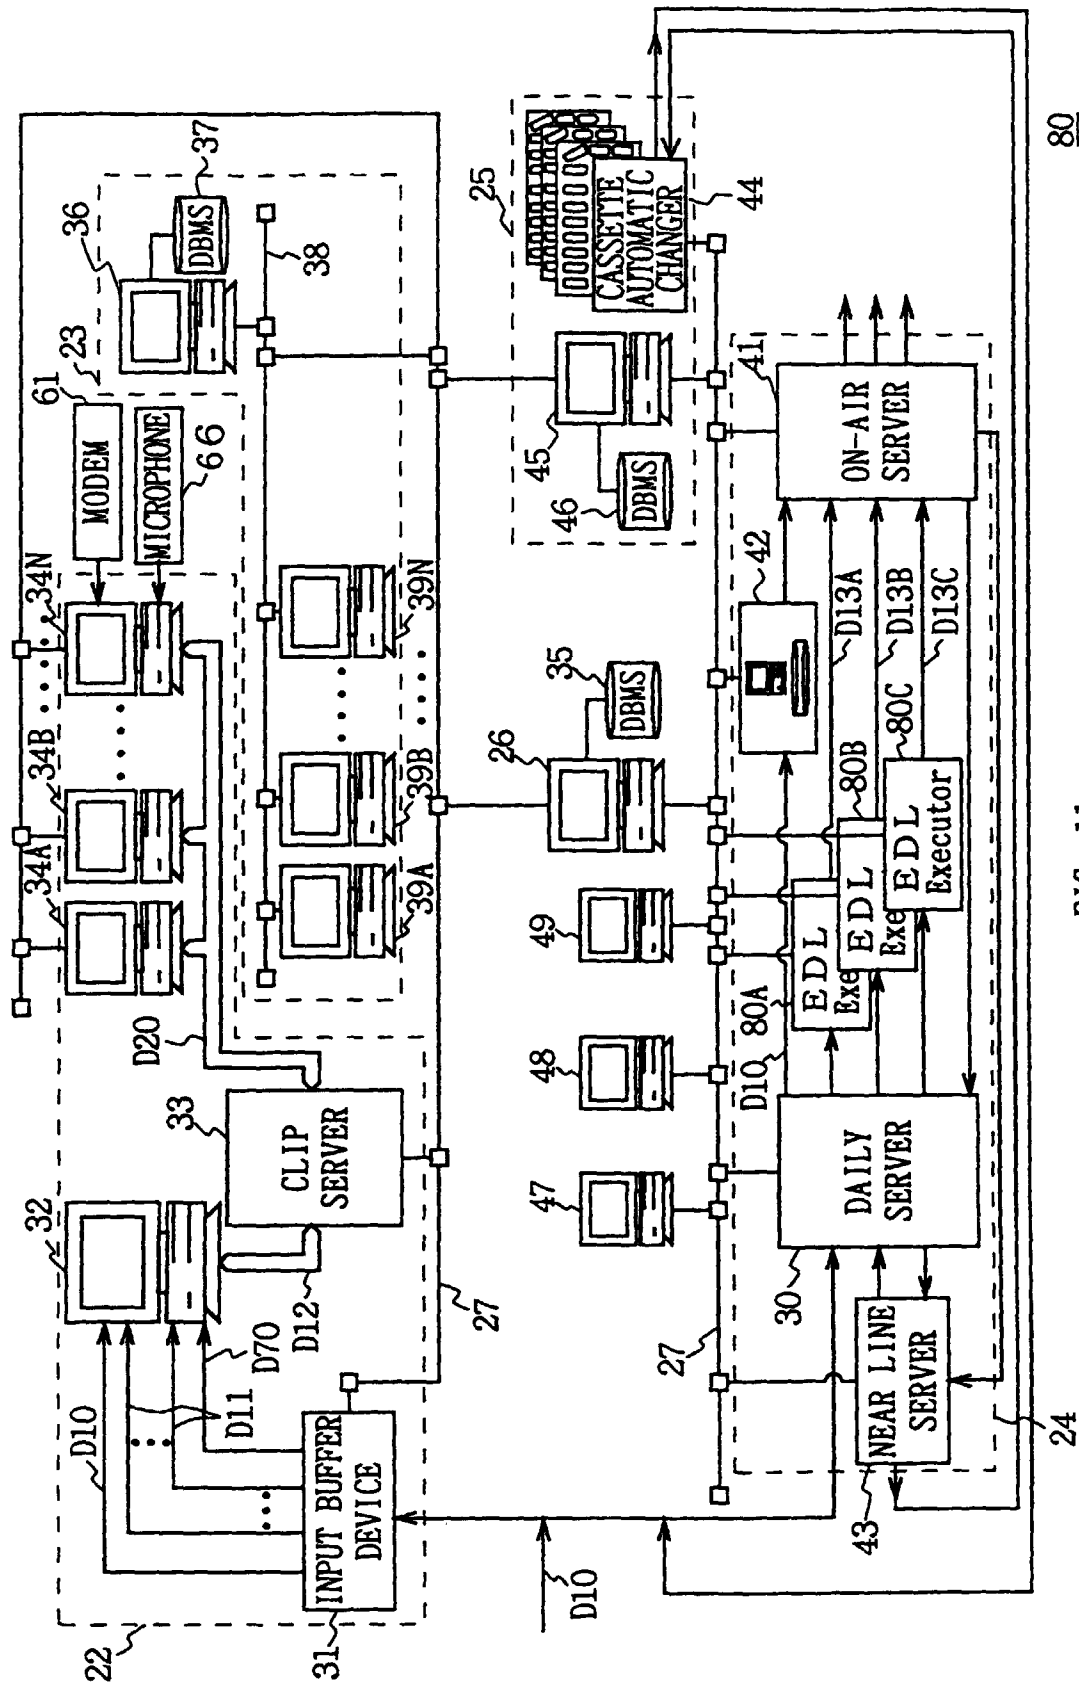 80
22
31
INPUT BUFFER
DEVICE
D10
D11
D70
32
D12
33
CLIP
SERVER
D20
34A
34B
34N
MODEM
61
MICROPHONE
66
23
36
DBMS
37
38
39A
39B
39N
27
D10
47
48
49
26
DBMS
35
25
45
46
DBMS
CASSETTE
AUTOMATIC
CHANGER
44
27
24
43
NEAR LINE
SERVER
30
DAILY
SERVER
D10
80A
EDL
Exe
80B
EDL
Exe
80C
EDL
Executor
42
D13A
D13B
D13C
41
ON-AIR
SERVER